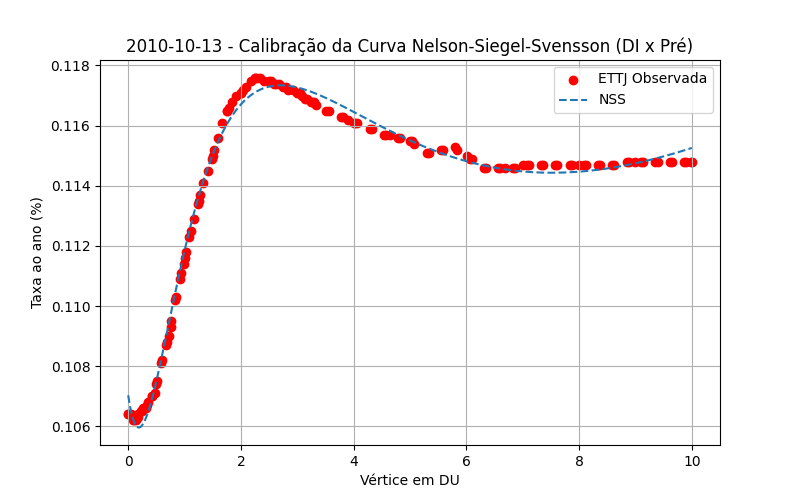 2010-10-13 - Calibração da Curva Nelson-Siegel-Svensson (DI x Pré)
ETTJ Observada
NSS
Taxa ao ano (%)
0.118
0.116
0.114
0.112
0.110
0.108
0.106
0 2 4 6 8 10
Vértice em DU